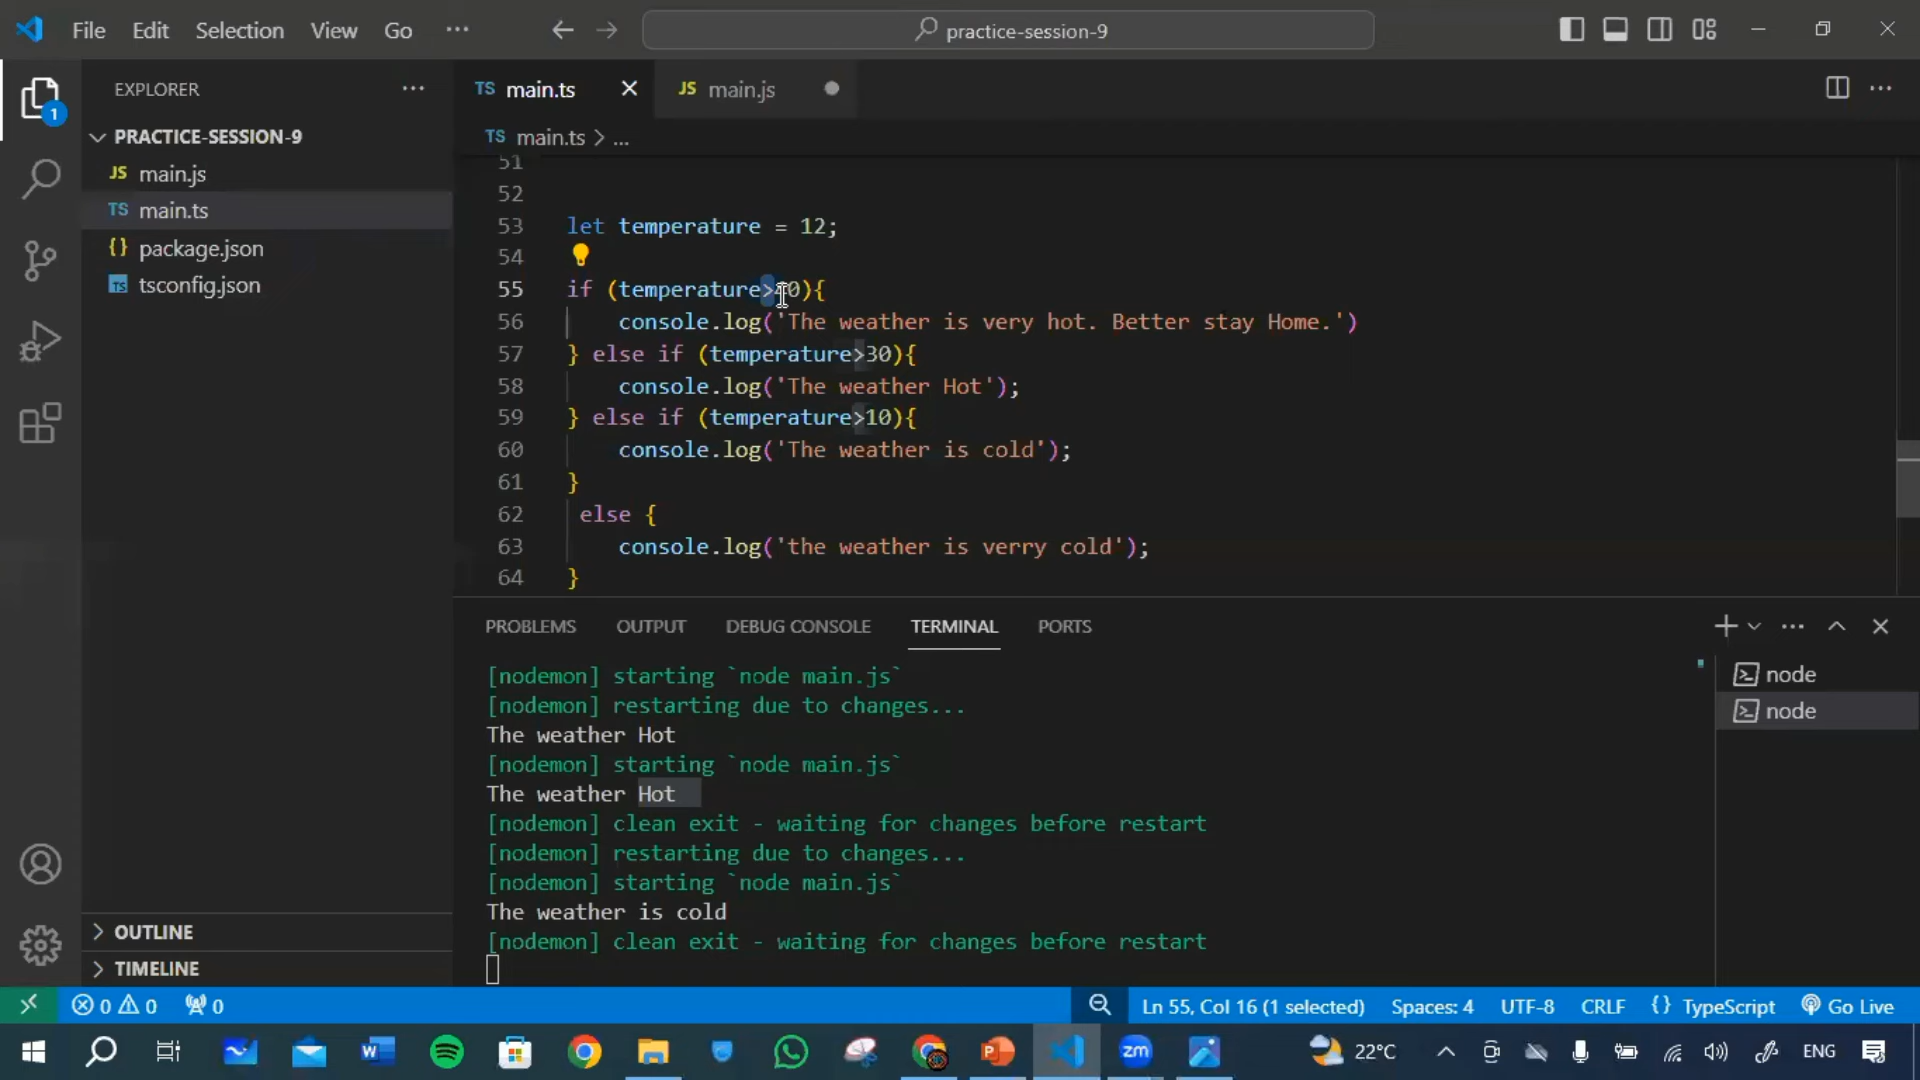 File Edit Selection View Go ...
practice-session-9
EXPLORER ...
TS main.ts
JS main.js
1
PRACTICE-SESSION-9
TS main.ts > ...
JS main.js
TS main.ts
{} package.json
TS tsconfig.json
51
52
53 let temperature = 12;
54
55 if (temperature>40){
56 console.log('The weather is very hot. Better stay Home.')
57 } else if (temperature>30){
58 console.log('The weather Hot');
59 } else if (temperature>10){
60 console.log('The weather is cold');
61 }
62 else {
63 console.log('the weather is verry cold');
64 }
PROBLEMS OUTPUT DEBUG CONSOLE TERMINAL PORTS
[nodemon] starting `node main.js`
[nodemon] restarting due to changes...
The weather Hot
[nodemon] starting `node main.js`
The weather Hot
[nodemon] clean exit - waiting for changes before restart
[nodemon] restarting due to changes...
[nodemon] starting `node main.js`
The weather is cold
[nodemon] clean exit - waiting for changes before restart
node
node
OUTLINE
TIMELINE
0 0 0
Ln 55, Col 16 (1 selected) Spaces: 4 UTF-8 CRLF {} TypeScript Go Live
W
P
zm
22°C
ENG